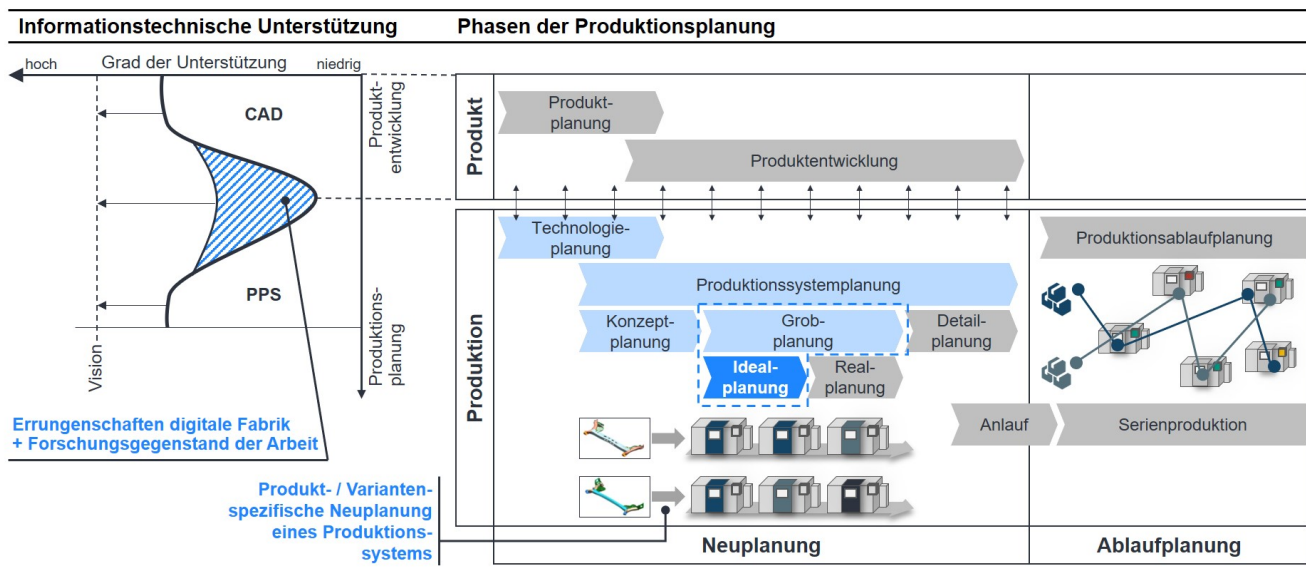 Informationstechnische Unterstützung
Phasen der Produktionsplanung
hoch
Grad der Unterstützung
niedrig
CAD
PPS
Vision
Produkt-
entwicklung
Produktions-
planung
Errungenschaften digitale Fabrik
+ Forschungsgegenstand der Arbeit
Produkt- / Varianten-
spezifische Neuplanung
eines Produktions-
systems
Produkt
Produkt-
planung
Produktentwicklung
Produktion
Technologie-
planung
Produktionssystemplanung
Konzept-
planung
Grob-
planung
Detail-
planung
Ideal-
planung
Real-
planung
Produktionsablaufplanung
Anlauf
Serienproduktion
Neuplanung
Ablaufplanung